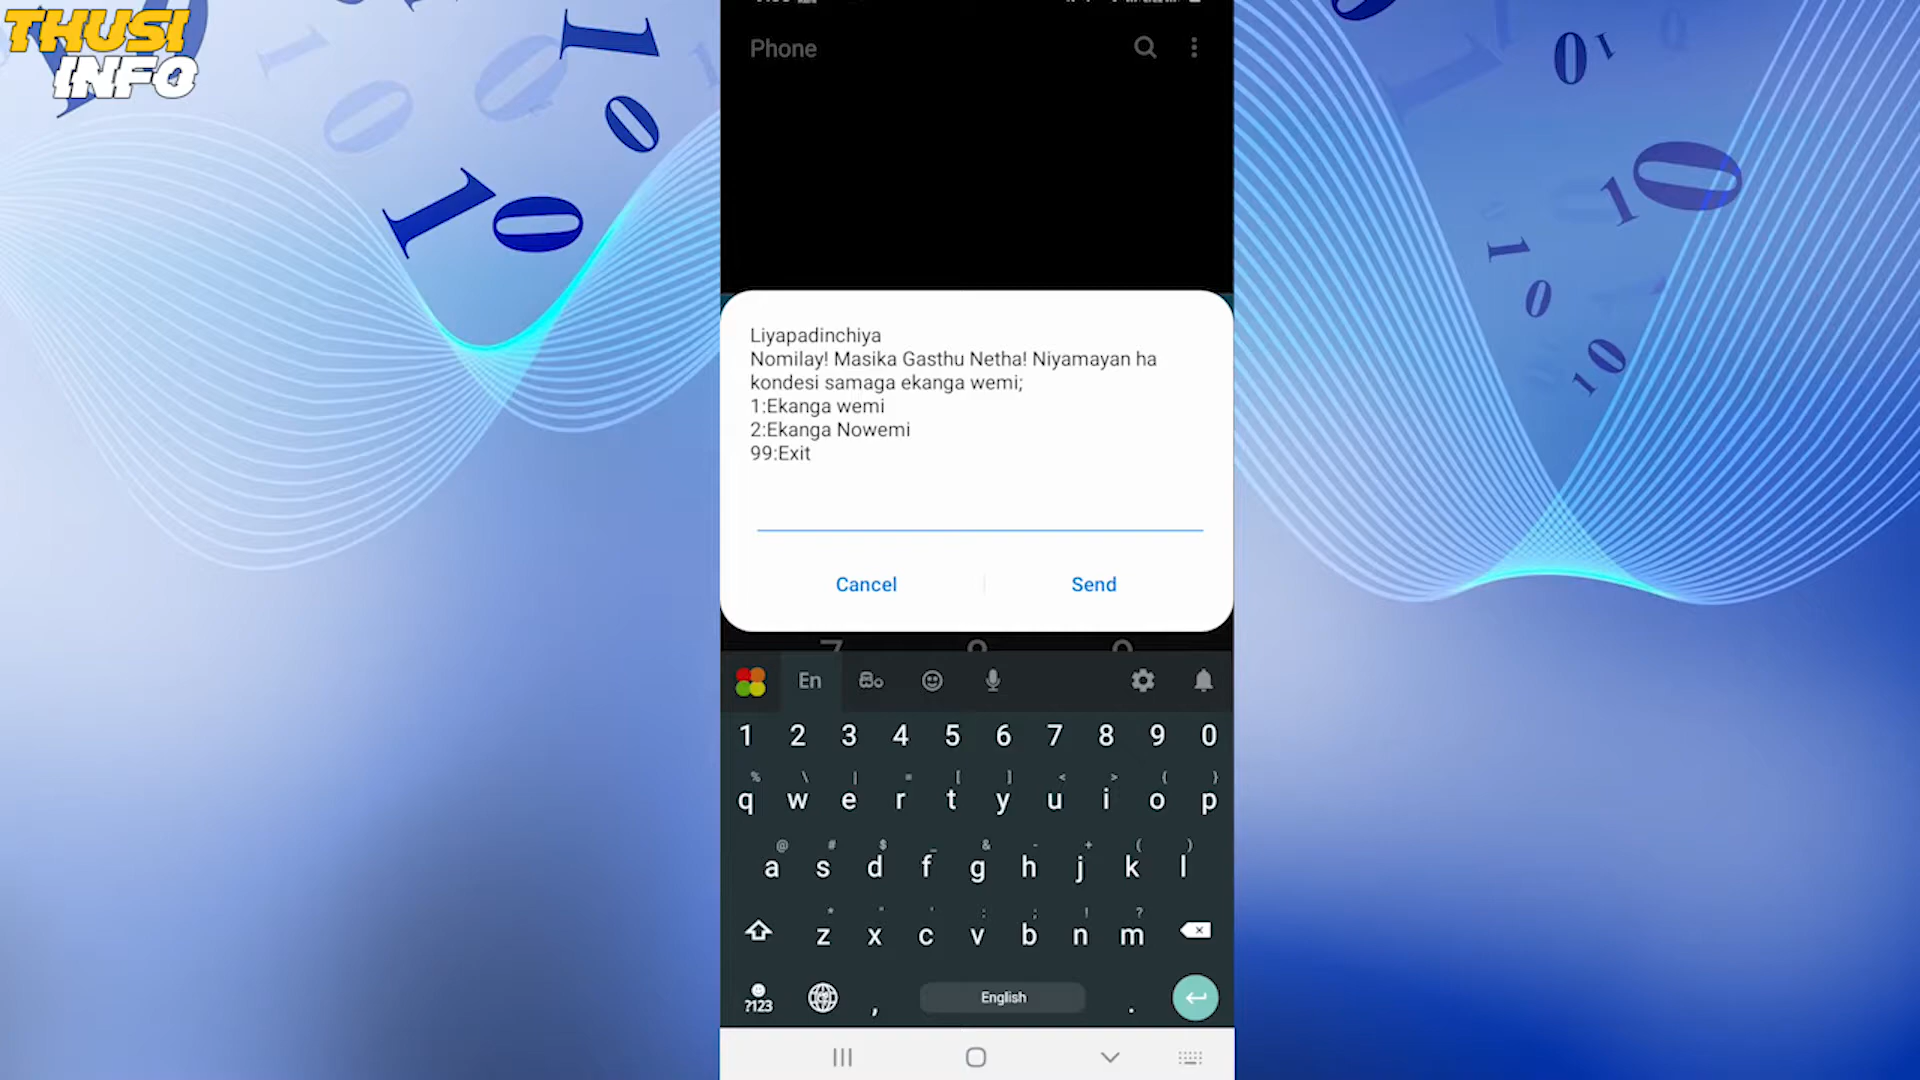 THUSI
INFO
Phone
Liyapadinchiya
Nomilay! Masika Gasthu Netha! Niyamayan ha
kondesi samaga ekanga wemi;
1:Ekanga wemi
2:Ekanga Nowemi
99:Exit
Cancel
Send
En
1 2 3 4 5 6 7 8 9 0
% \ | = [ ] < > { }
q w e r t y u i o p
@ # $ _ & - + ( )
a s d f g h j k l
* " ' : ; ! ?
z x c v b n m
?123 , English .